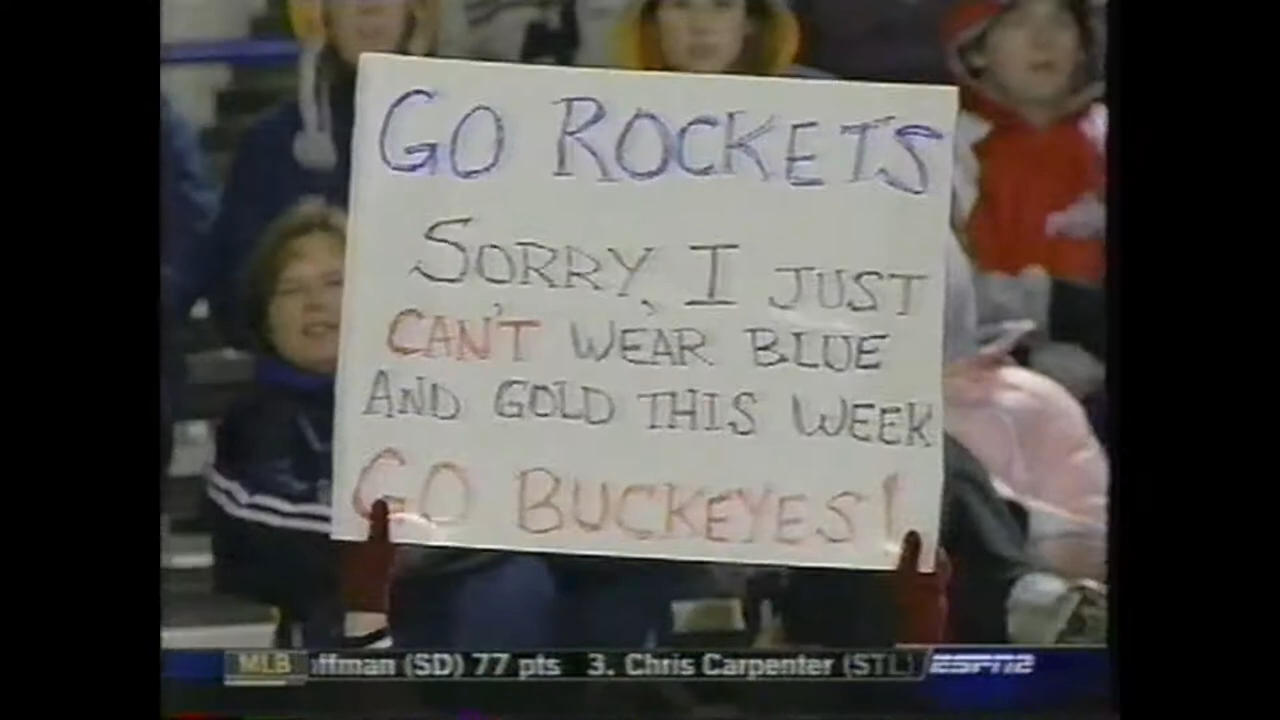 GO ROCKETS
SORRY, I JUST
CAN'T WEAR BLUE
AND GOLD THIS WEEK
GO BUCKEYES!
MLB ffman (SD) 77 pts 3. Chris Carpenter (STL) ESPN2